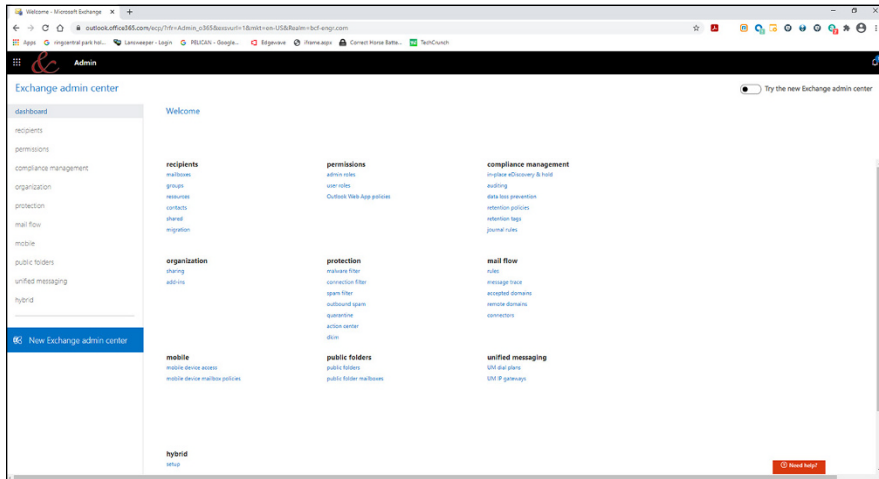 Welcome - Microsoft Exchange
outlook.office365.com/ecp/?rfr=Admin_o365&exsvurl=1&mkt=en-US&Realm=bcf-engr.com
Apps ringcentral park hol... Lansweeper - Login PELICAN - Google... Edgewave iframe.aspx Correct Horse Batte... TechCrunch
Admin
Exchange admin center
Try the new Exchange admin center
dashboard
recipients
permissions
compliance management
organization
protection
mail flow
mobile
public folders
unified messaging
hybrid
New Exchange admin center
Welcome
recipients
mailboxes
groups
resources
contacts
shared
migration
permissions
admin roles
user roles
Outlook Web App policies
compliance management
in-place eDiscovery & hold
auditing
data loss prevention
retention policies
retention tags
journal rules
organization
sharing
add-ins
protection
malware filter
connection filter
spam filter
outbound spam
quarantine
action center
dkim
mail flow
rules
message trace
accepted domains
remote domains
connectors
mobile
mobile device access
mobile device mailbox policies
public folders
public folders
public folder mailboxes
unified messaging
UM dial plans
UM IP gateways
hybrid
setup
Need help?